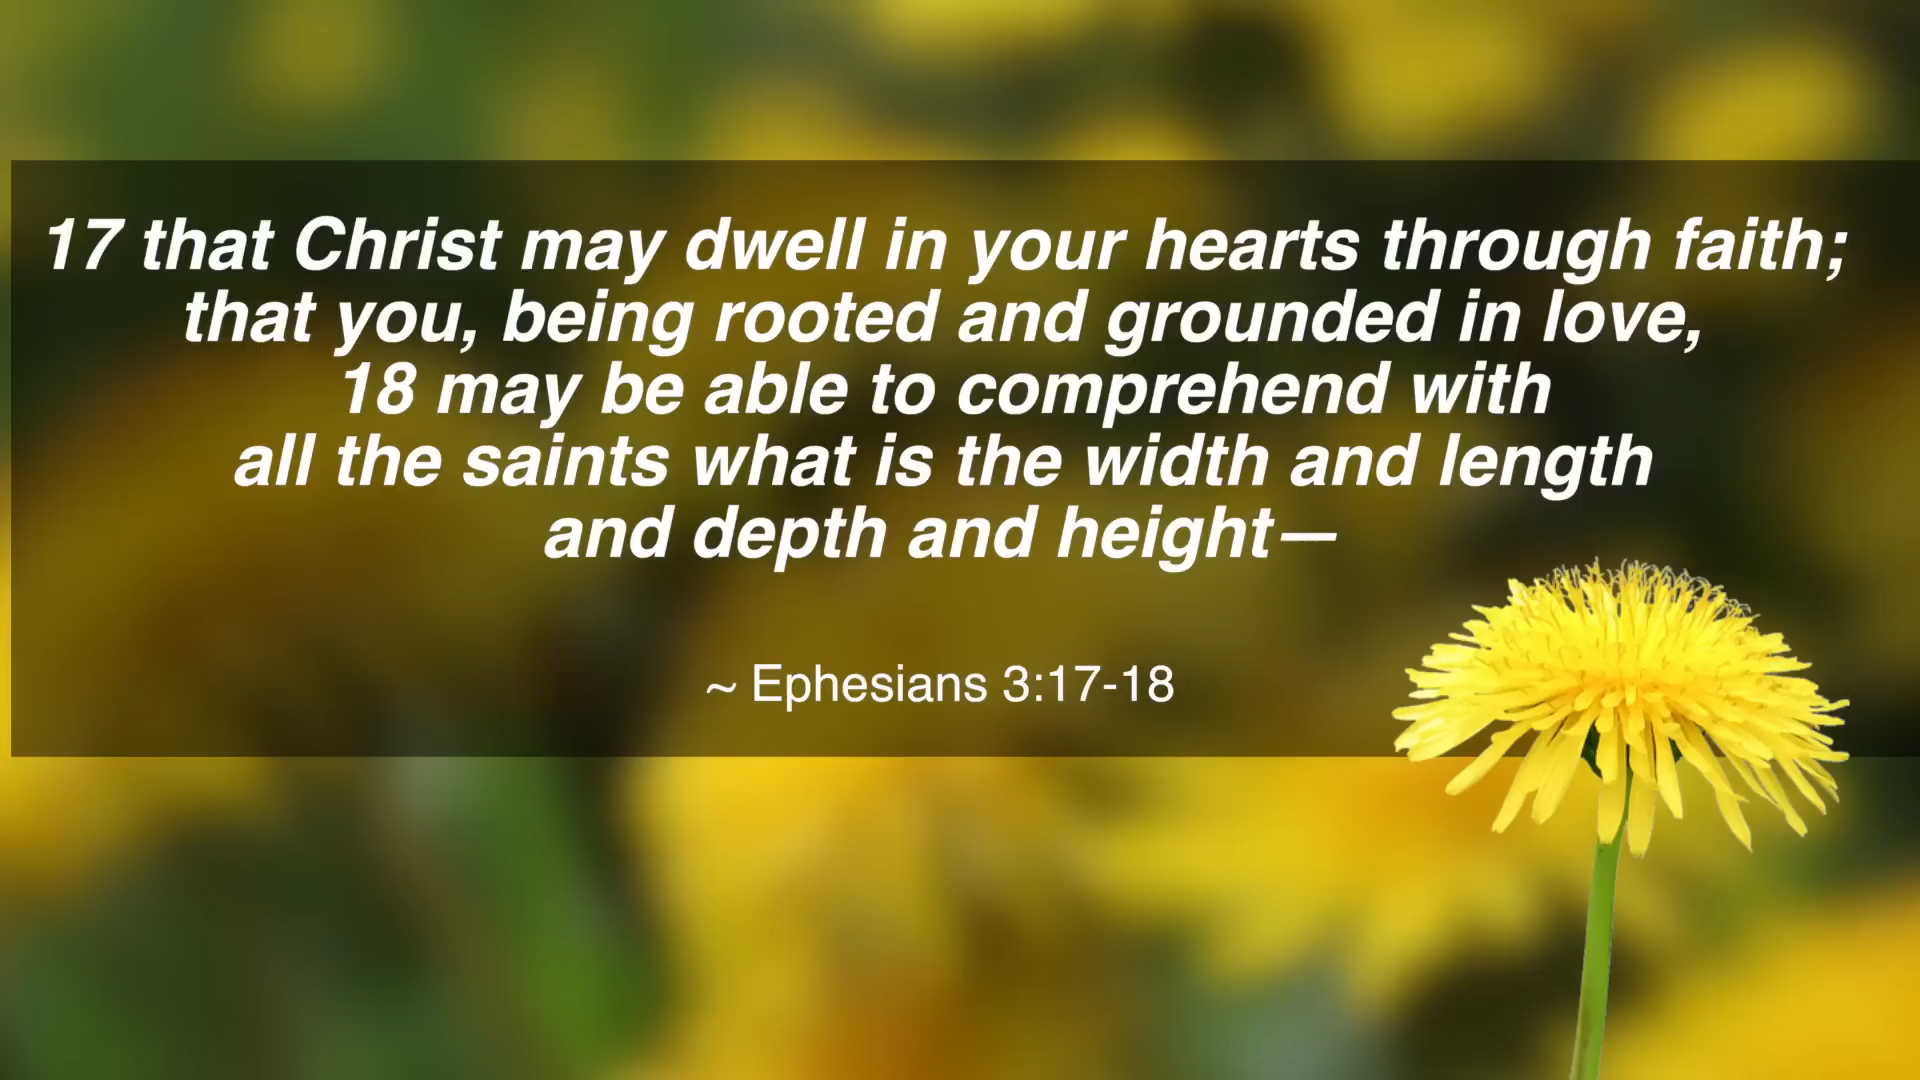 17 that Christ may dwell in your hearts through faith;
that you, being rooted and grounded in love,
18 may be able to comprehend with
all the saints what is the width and length
and depth and height—
~ Ephesians 3:17-18